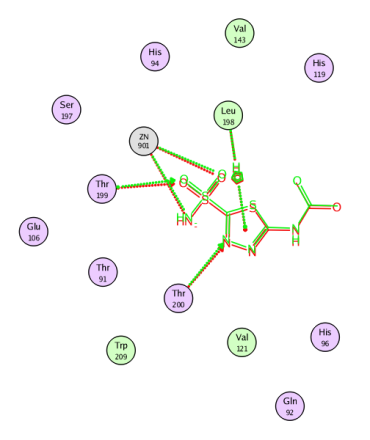 Val
143
His
94
His
119
Ser
197
Leu
198
ZN
901
H
O
O
S
Thr
199
O
O
S
HN
N
H
Glu
106
N
N
Thr
91
Thr
200
Trp
209
Val
121
His
96
Gln
92